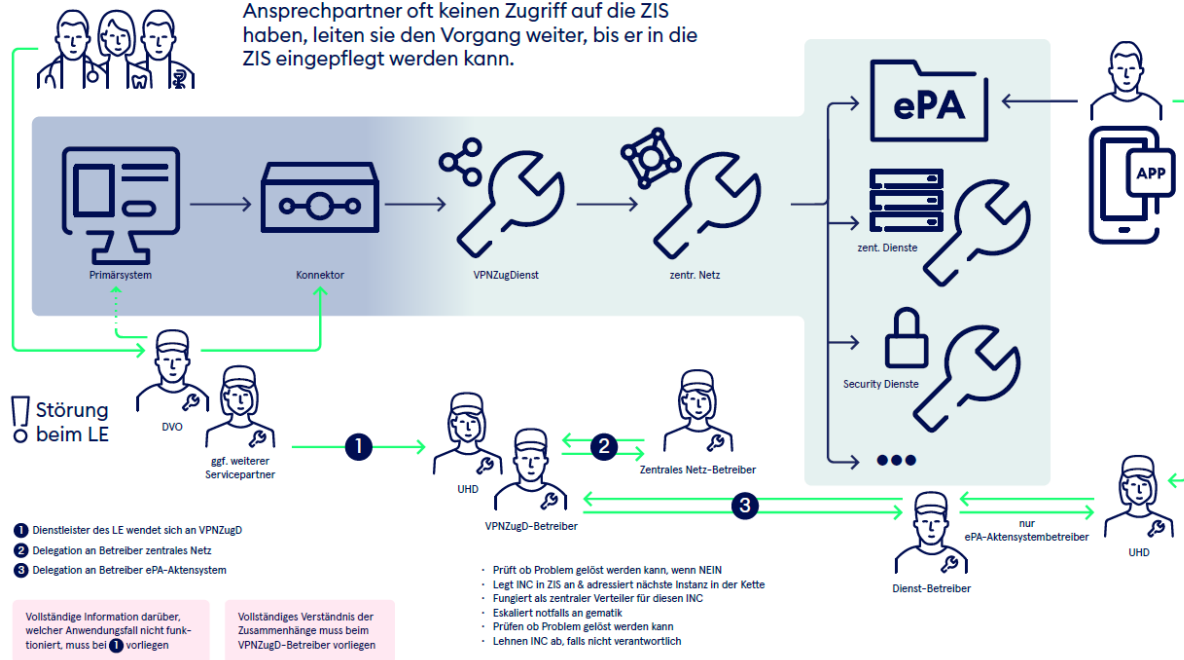 Ansprechpartner oft keinen Zugriff auf die ZIS
haben, leiten sie den Vorgang weiter, bis er in die
ZIS eingepflegt werden kann.
ePA
APP
Primärsystem
Konnektor
VPNZugDienst
zentr. Netz
zent. Dienste
Security Dienste
Störung
beim LE
DVO
ggf. weiterer
Servicepartner
1
UHD
VPNZugD-Betreiber
2
Zentrales Netz-Betreiber
3
Dienst-Betreiber
nur
ePA-Aktensystembetreiber
UHD
1 Dienstleister des LE wendet sich an VPNZugD
2 Delegation an Betreiber zentrales Netz
3 Delegation an Betreiber ePA-Aktensystem
Vollständige Information darüber,
welcher Anwendungsfall nicht funk-
tioniert, muss bei 1 vorliegen
Vollständiges Verständnis der
Zusammenhänge muss beim
VPNZugD-Betreiber vorliegen
· Prüft ob Problem gelöst werden kann, wenn NEIN
· Legt INC in ZIS an & adressiert nächste Instanz in der Kette
· Fungiert als zentraler Verteiler für diesen INC
· Eskaliert notfalls an gematik
· Prüfen ob Problem gelöst werden kann
· Lehnen INC ab, falls nicht verantwortlich